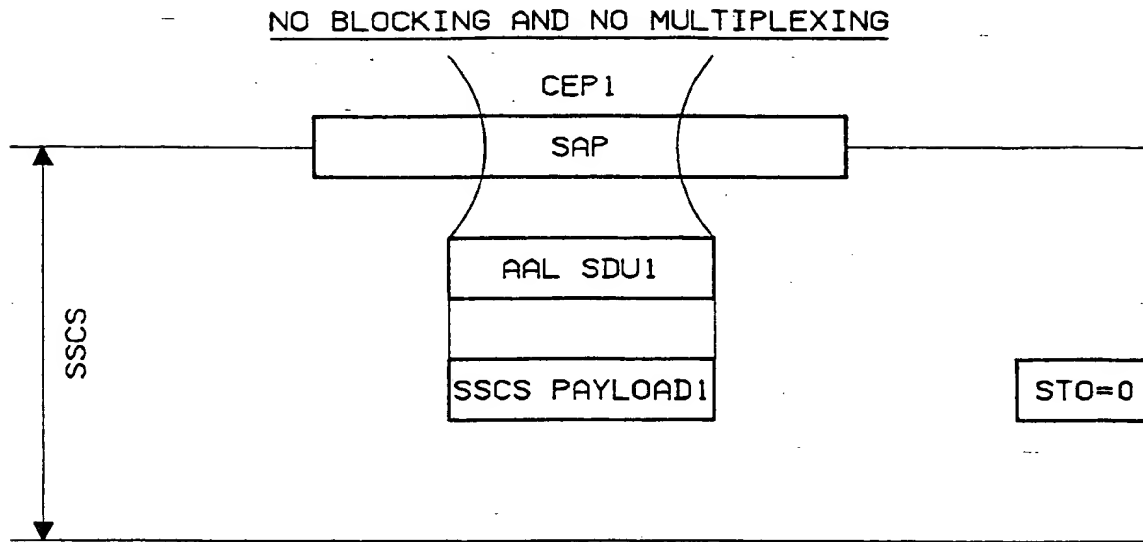 NO BLOCKING AND NO MULTIPLEXING
CEP1
SAP
AAL SDU1
SSCS
SSCS PAYLOAD1
STO=0